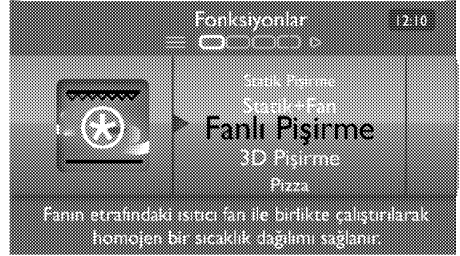 Fonksiyonlar
12:10
Statik Pişirme
Statik+Fan
Fanlı Pişirme
3D Pişirme
Pizza
Fanın etrafındaki ısıtıcı fan ile birlikte çalıştırılarak
homojen bir sıcaklık dağılımı sağlanır.